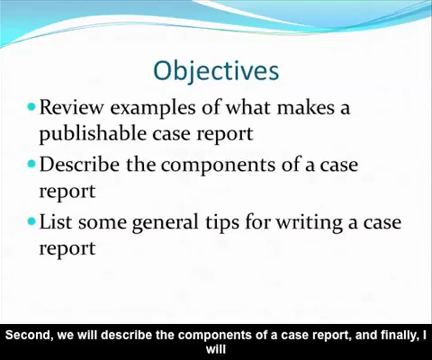 Objectives
Review examples of what makes a
publishable case report
Describe the components of a case
report
List some general tips for writing a case
report
Second, we will describe the components of a case report, and finally, I
will